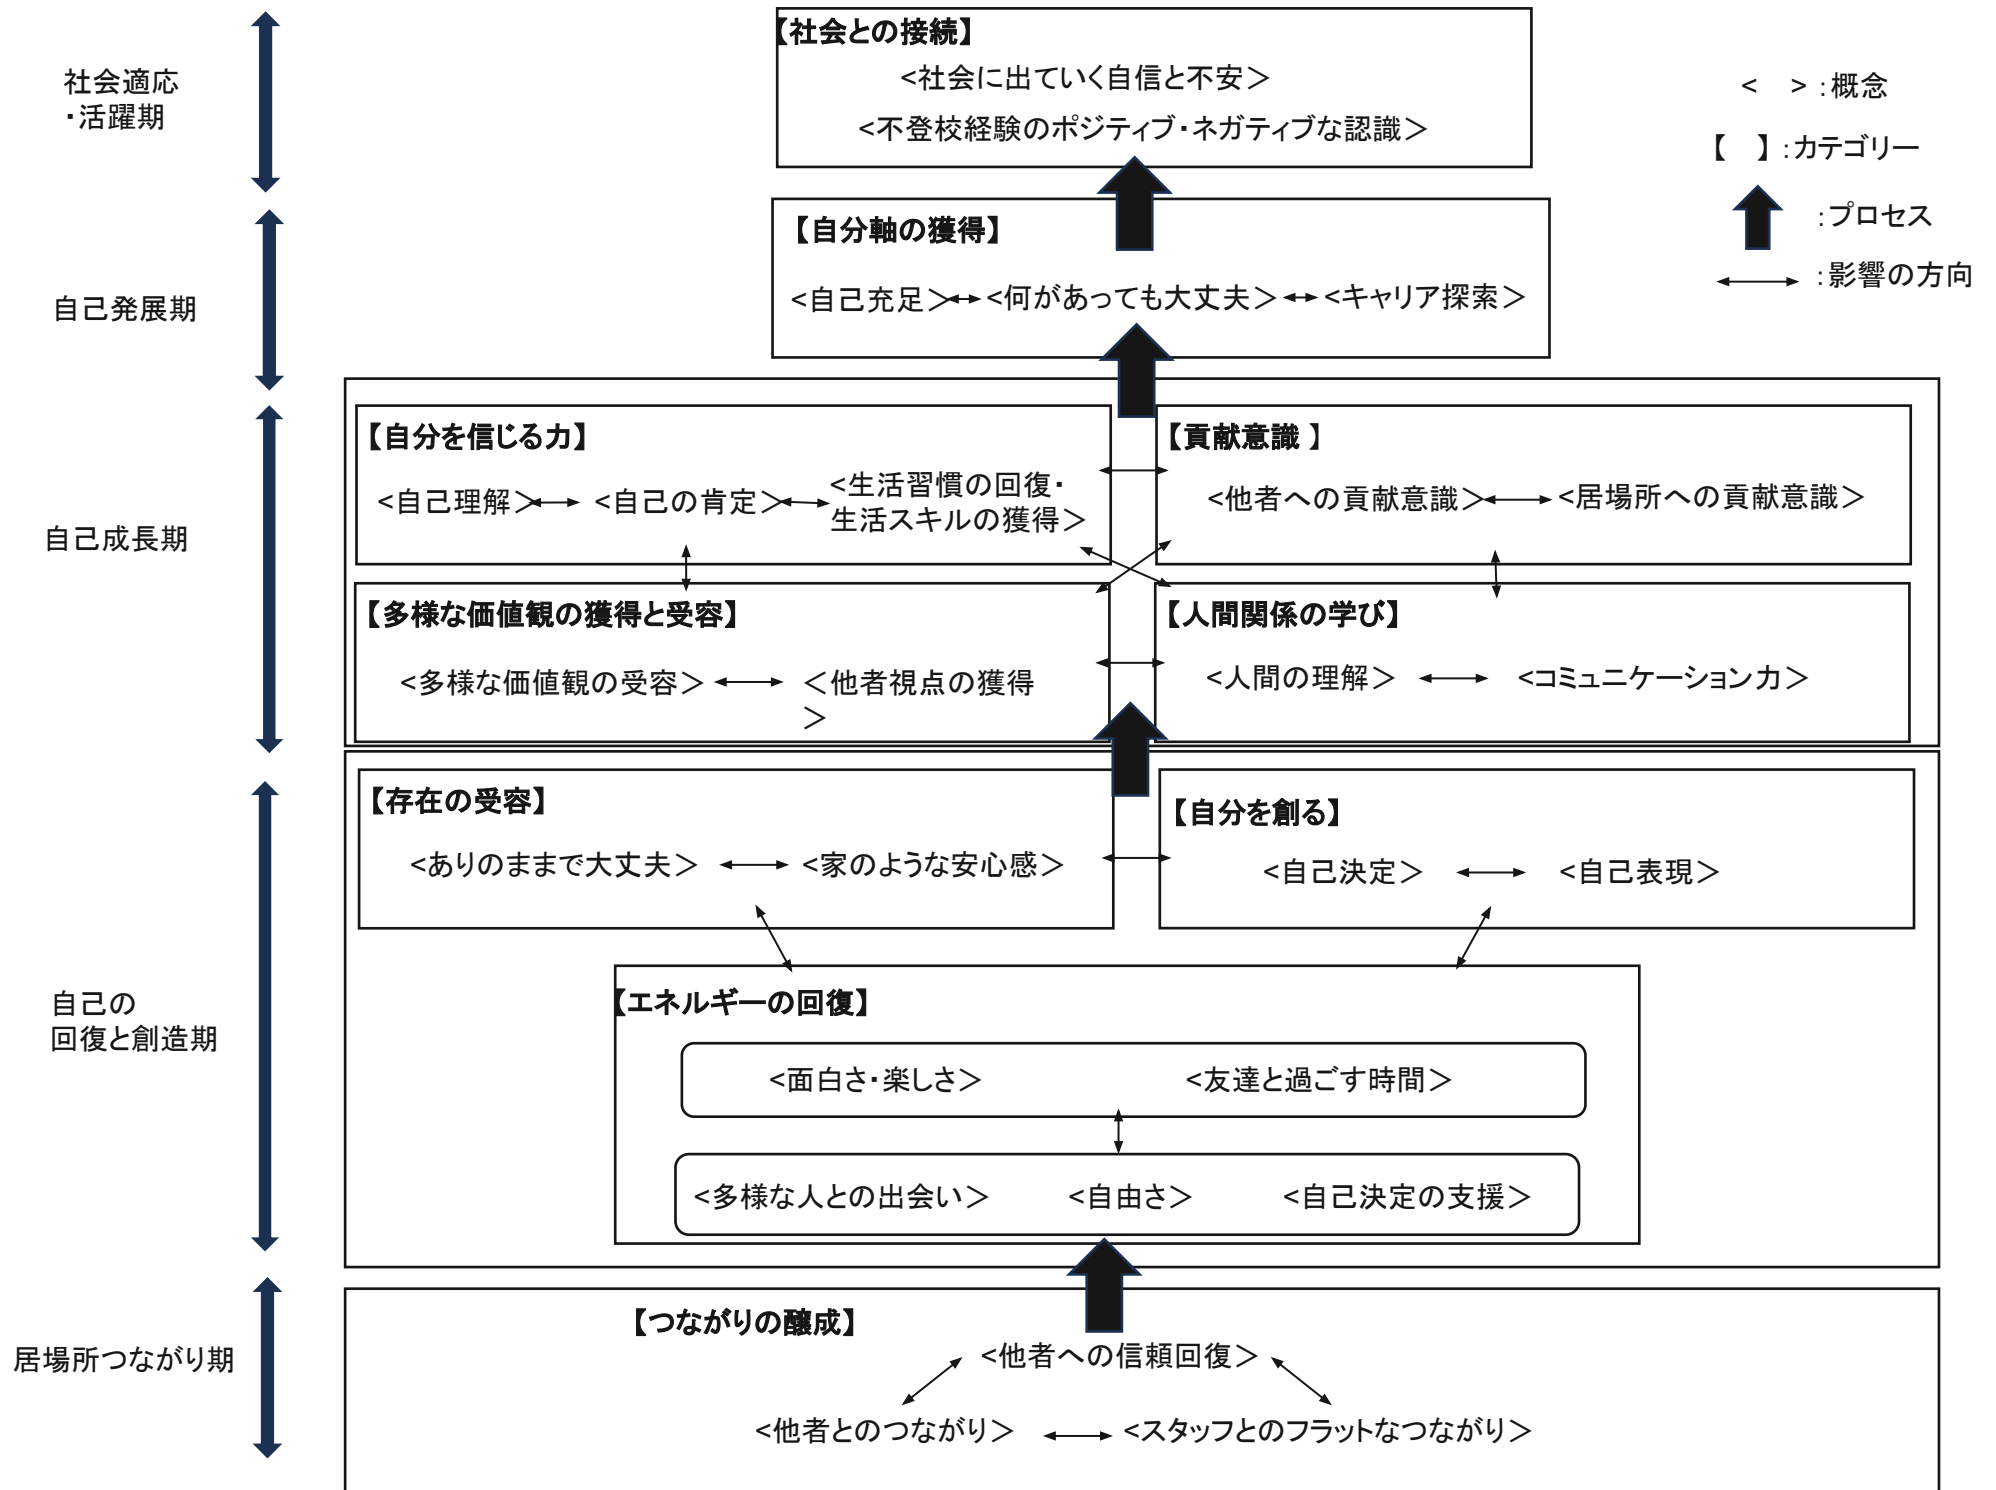 【社会との接続】
<社会に出ていく自信と不安＞
<不登校経験のポジティブ・ネガティブな認識＞
社会適応
・活躍期
<　> ：概念
【　】：カテゴリー
：プロセス
：影響の方向
【自分軸の獲得】
<自己充足＞
<何があっても大丈夫＞
<キャリア探索＞
自己発展期
【自分を信じる力】
<自己理解＞
<自己の肯定＞
<生活習慣の回復・
生活スキルの獲得＞
【貢献意識 】
<他者への貢献意識＞
<居場所への貢献意識＞
自己成長期
【多様な価値観の獲得と受容】
<多様な価値観の受容＞
＜他者視点の獲得
＞
【人間関係の学び】
<人間の理解＞
<コミュニケーション力＞
【存在の受容】
<ありのままで大丈夫＞
<家のような安心感＞
【自分を創る】
<自己決定＞
<自己表現＞
自己の
回復と創造期
【エネルギーの回復】
<面白さ・楽しさ＞
<友達と過ごす時間＞
<多様な人との出会い＞
<自由さ＞
<自己決定の支援＞
居場所つながり期
【つながりの醸成】
<他者への信頼回復＞
<他者とのつながり＞
<スタッフとのフラットなつながり＞